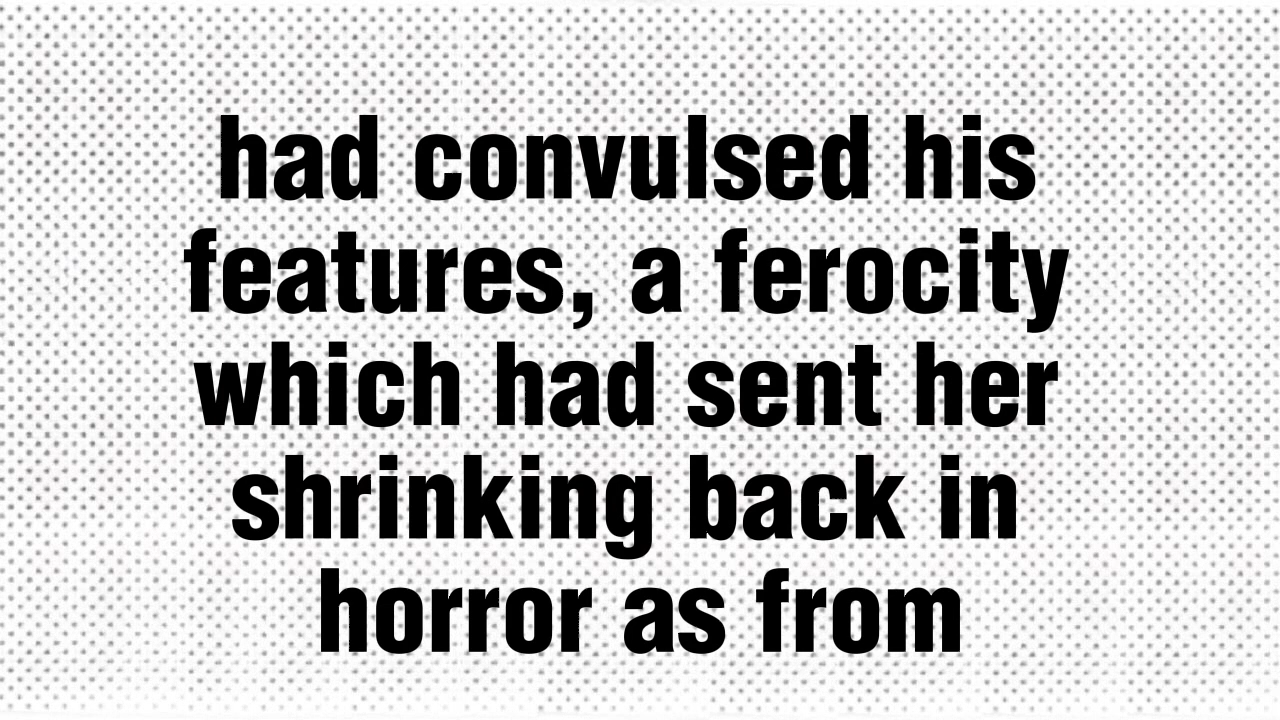 had convulsed his
features, a ferocity
which had sent her
shrinking back in
horror as from